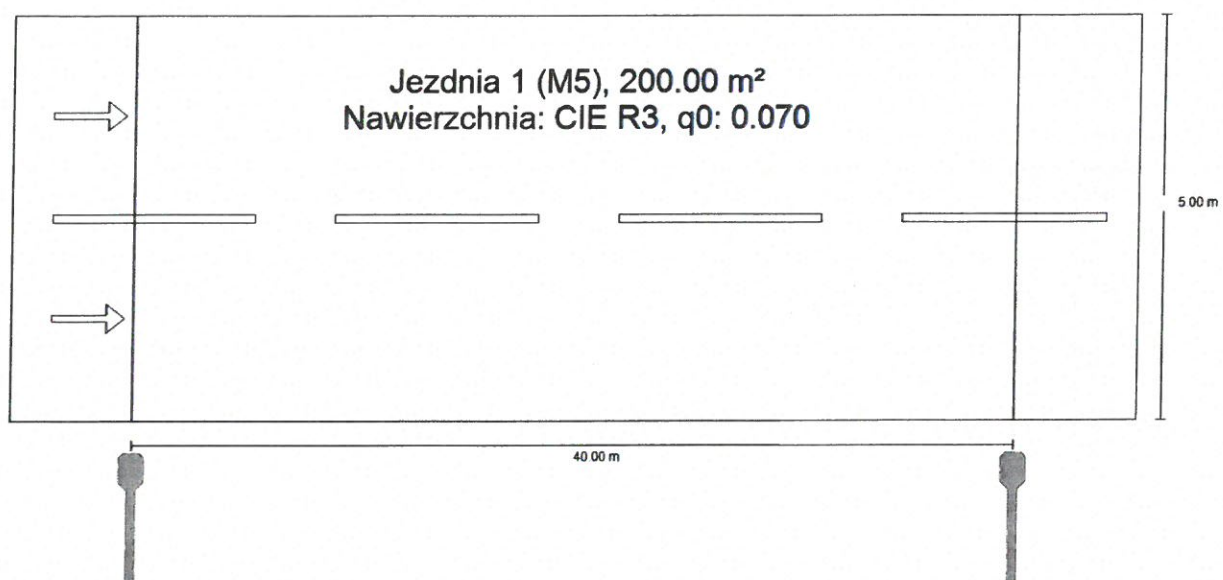 Jezdnia 1 (M5), 200.00 m²
Nawierzchnia: CIE R3, q0: 0.070
5.00 m
40.00 m